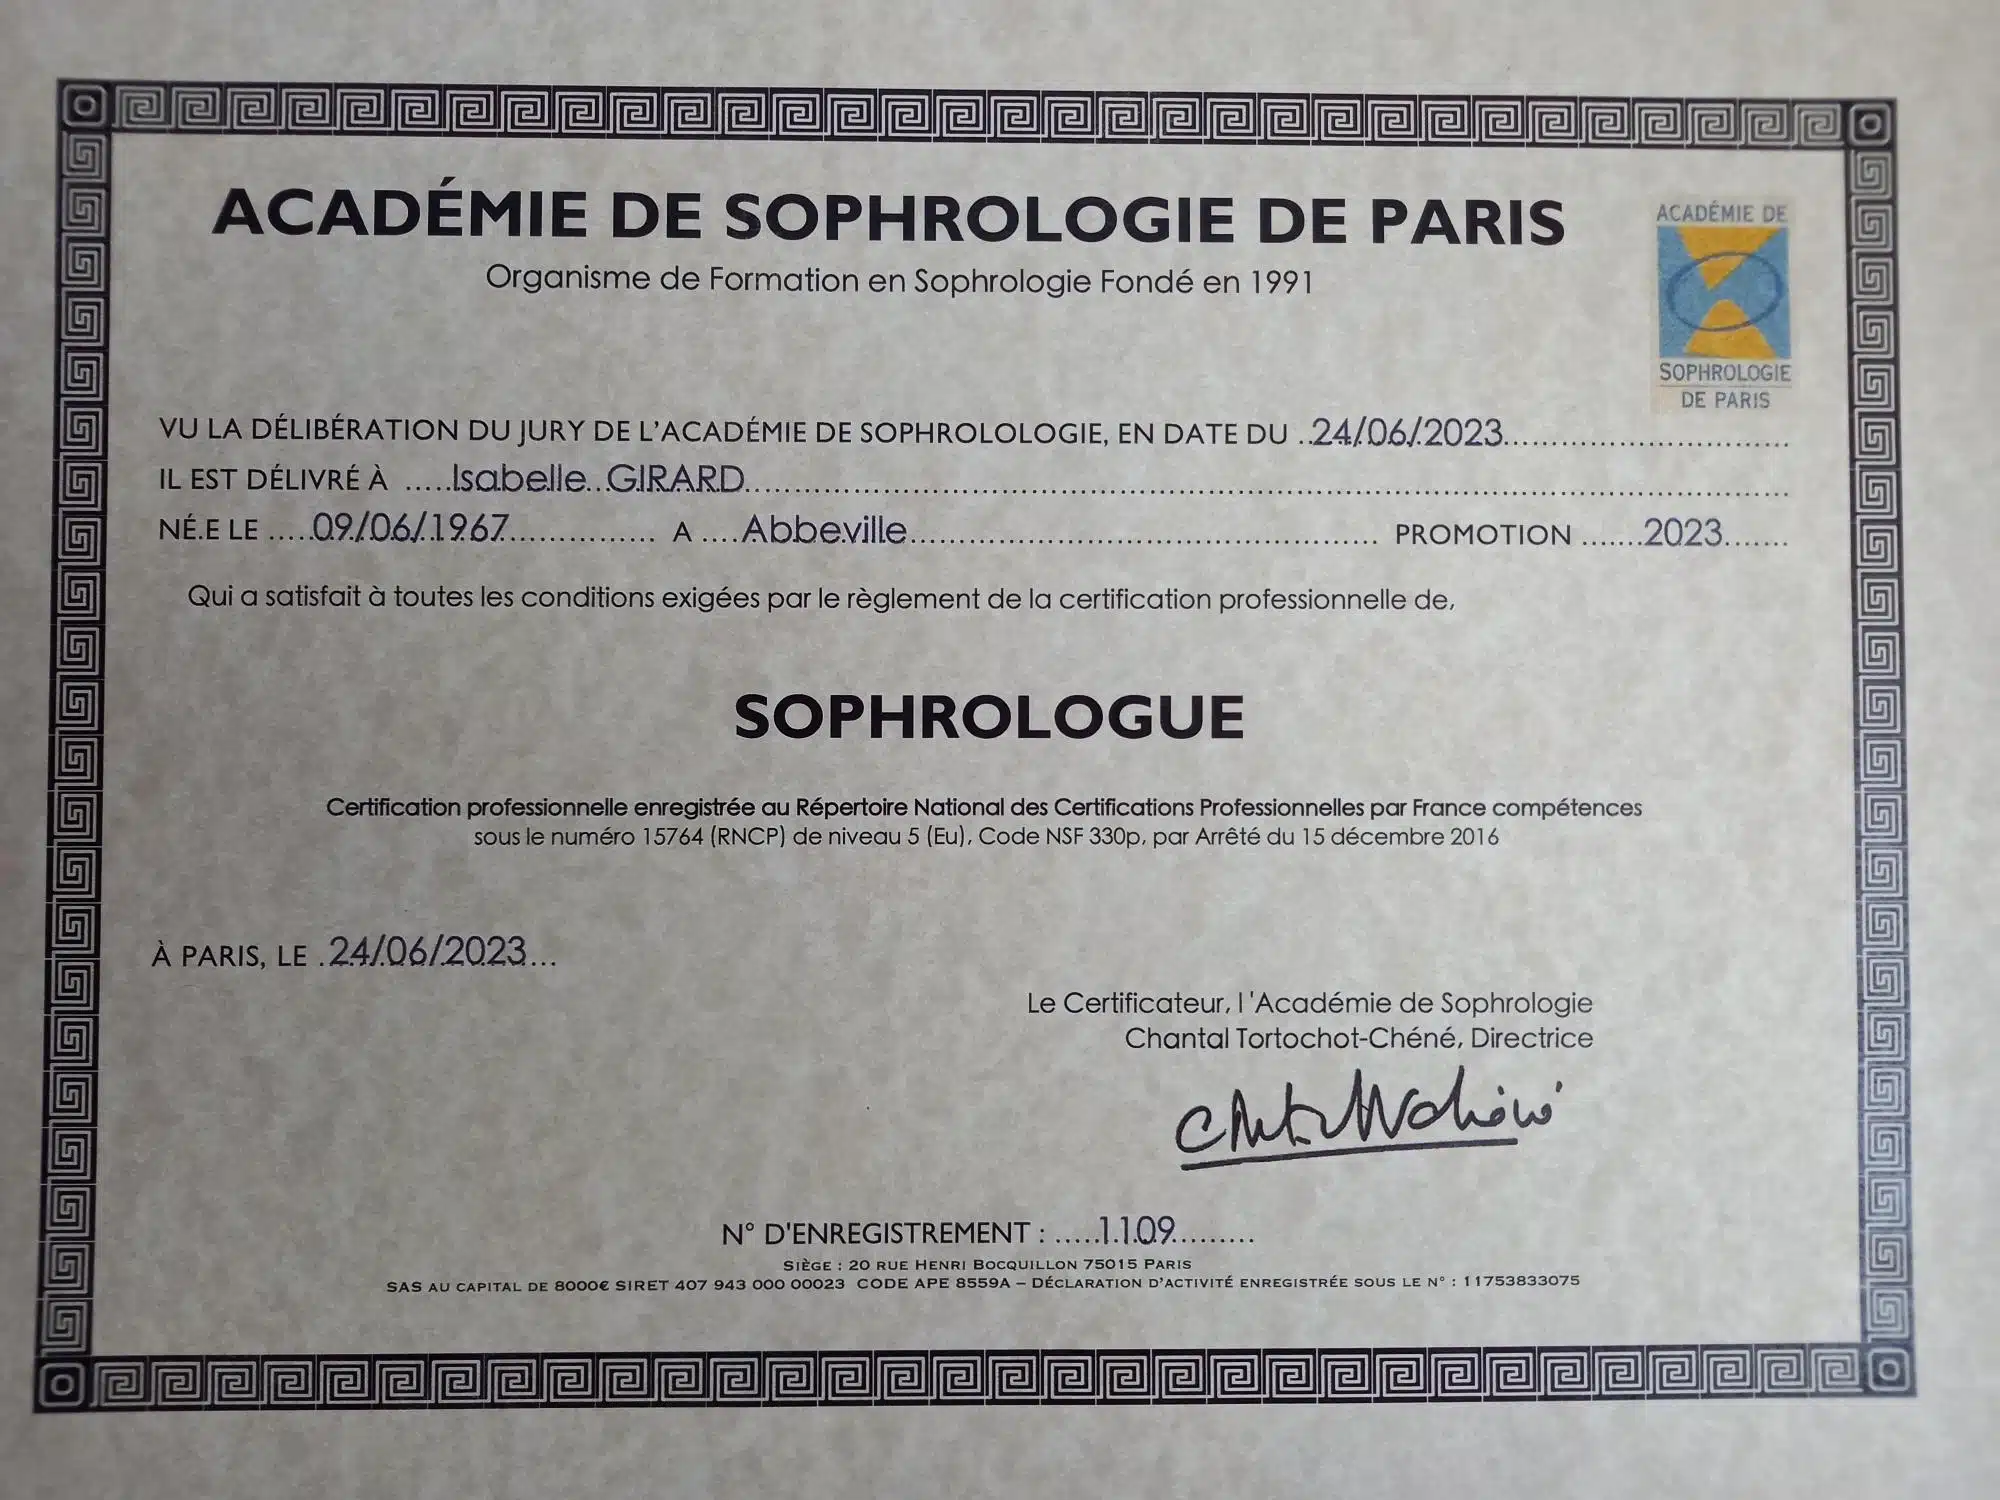 ACADÉMIE DE SOPHROLOGIE DE PARIS
Organisme de Formation en Sophrologie Fondé en 1991
ACADÉMIE DE
SOPHROLOGIE
DE PARIS
VU LA DÉLIBÉRATION DU JURY DE L'ACADÉMIE DE SOPHROLOLOGIE, EN DATE DU ..24/06/2023..............................
IL EST DÉLIVRÉ À .....Isabelle..GIRARD..............................
NÉ.E LE .....09/06/1967............... A ....Abbeville.............................. PROMOTION .......2023.......
Qui a satisfait à toutes les conditions exigées par le règlement de la certification professionnelle de,
SOPHROLOGUE
Certification professionnelle enregistrée au Répertoire National des Certifications Professionnelles par France compétences
sous le numéro 15764 (RNCP) de niveau 5 (Eu), Code NSF 330p, par Arrêté du 15 décembre 2016
À PARIS, LE .24/06/2023...
Le Certificateur, l 'Académie de Sophrologie
Chantal Tortochot-Chéné, Directrice
N° D'ENREGISTREMENT : .....1109.........
SIÈGE : 20 RUE HENRI BOCQUILLON 75015 PARIS
SAS AU CAPITAL DE 8000€ SIRET 407 943 000 00023 CODE APE 8559A – DÉCLARATION D'ACTIVITÉ ENREGISTRÉE SOUS LE N° : 11753833075